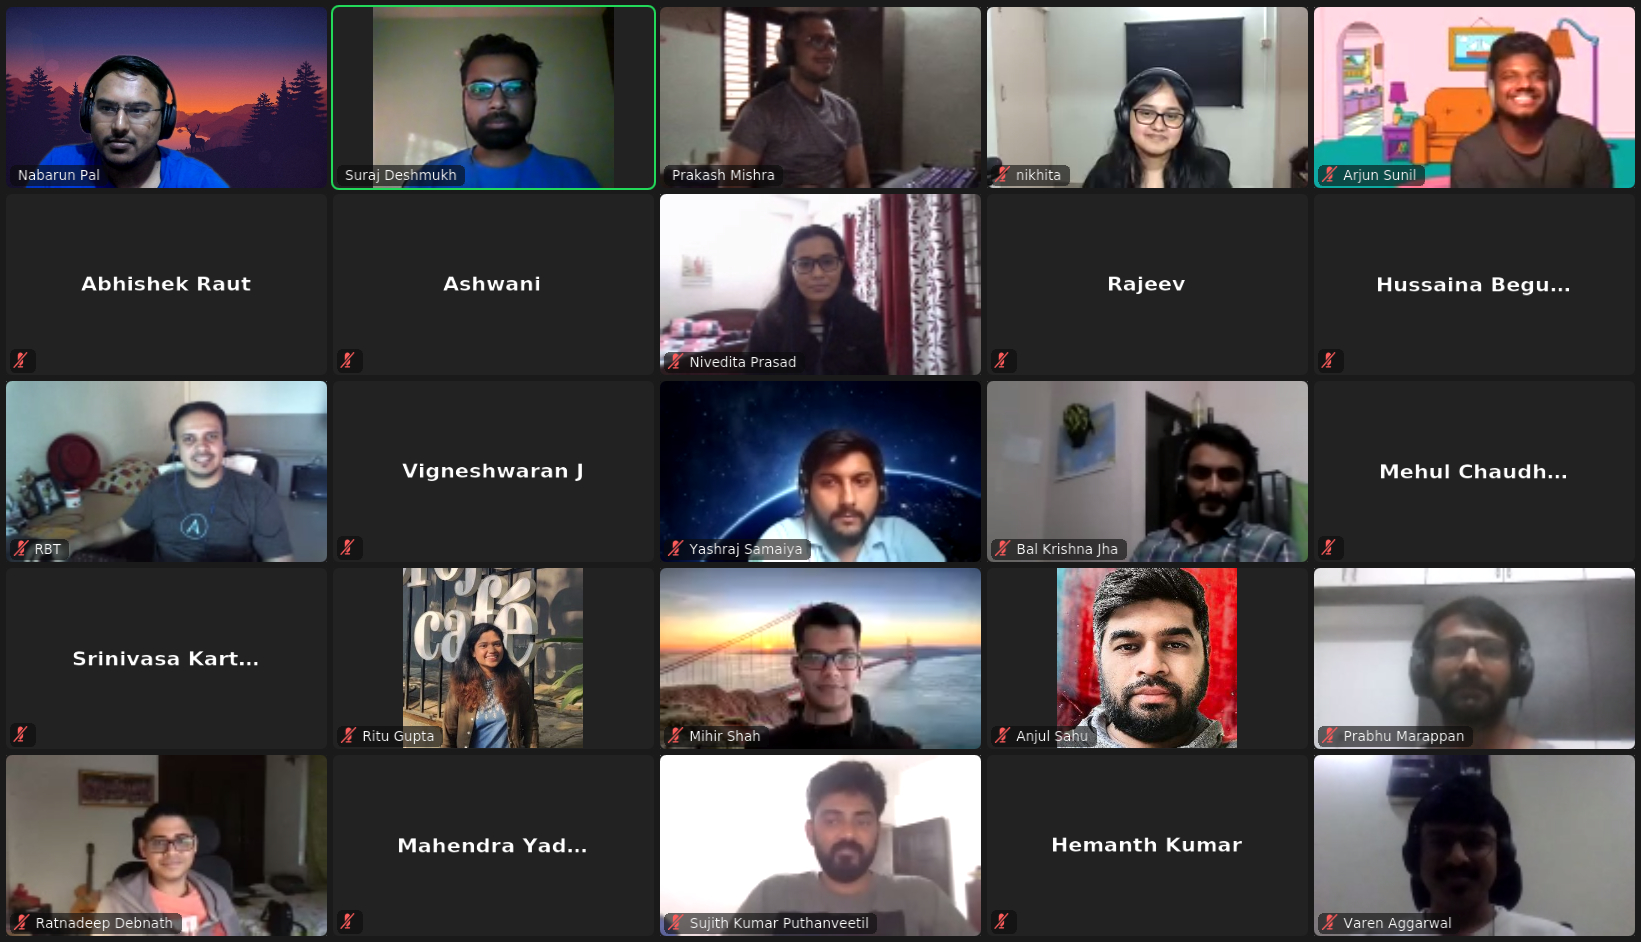 Nabarun Pal
Suraj Deshmukh
Prakash Mishra
nikhita
Arjun Sunil
Abhishek Raut
Ashwani
Nivedita Prasad
Rajeev
Hussaina Begu...
RBT
Vigneshwaran J
Yashraj Samaiya
Bal Krishna Jha
Mehul Chaudh...
Srinivasa Kart...
café
Ritu Gupta
Mihir Shah
Anjul Sahu
Prabhu Marappan
Ratnadeep Debnath
Mahendra Yad...
Sujith Kumar Puthanveetil
Hemanth Kumar
Varen Aggarwal